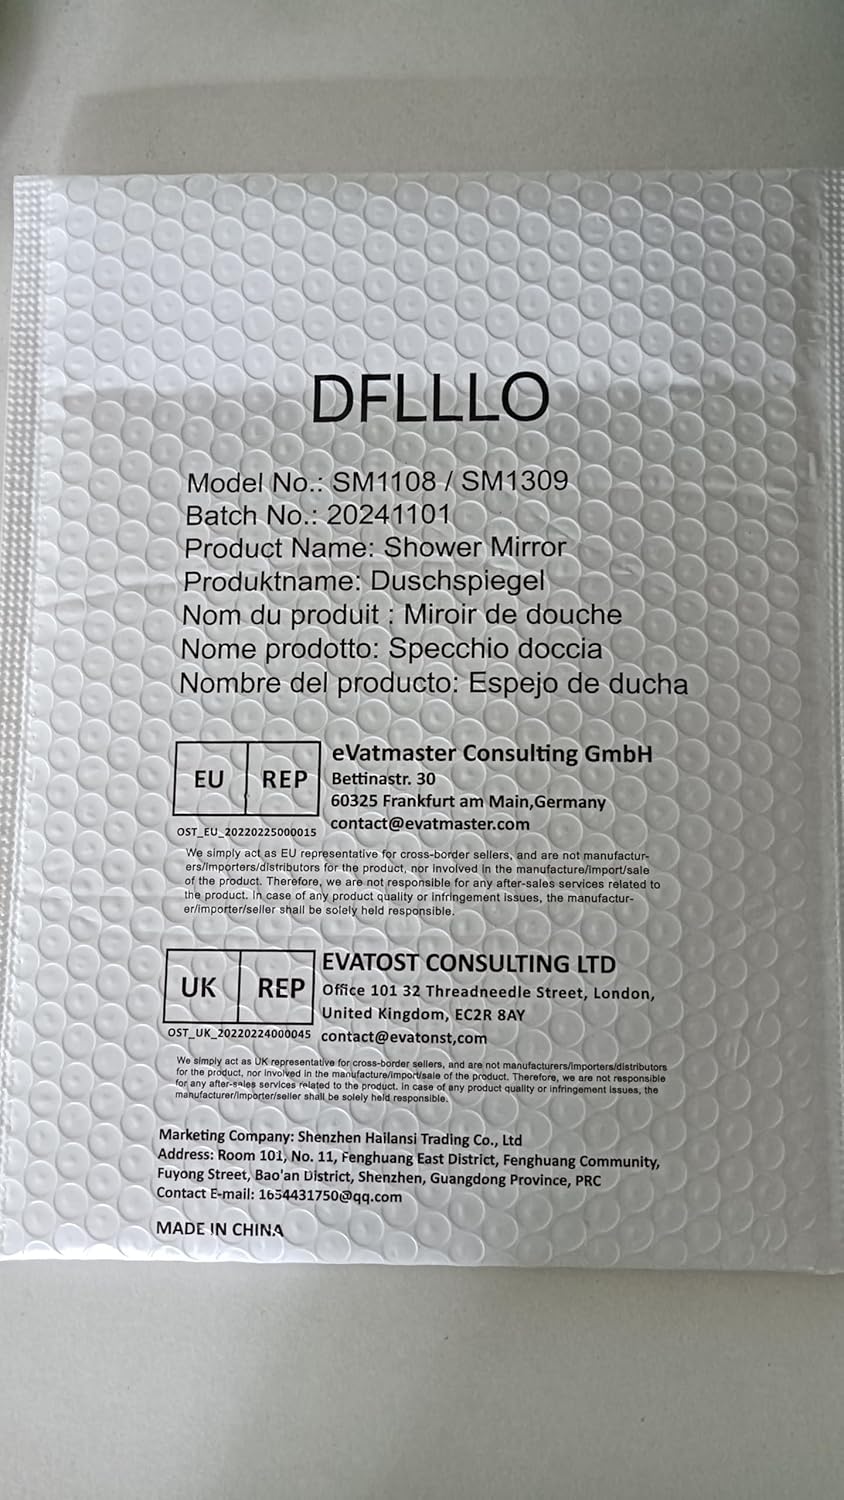 DFLLLO
Model No.: SM1108 / SM1309
Batch No.: 20241101
Product Name: Shower Mirror
Produktname: Duschspiegel
Nom du produit : Miroir de douche
Nome prodotto: Specchio doccia
Nombre del producto: Espejo de ducha
EU REP
OST_EU_20220225000015
eVatmaster Consulting GmbH
Bettinastr. 30
60325 Frankfurt am Main,Germany
contact@evatmaster.com
We simply act as EU representative for cross-border sellers, and are not manufactur-
ers/importers/distributors for the product, nor involved in the manufacture/import/sale
of the product. Therefore, we are not responsible for any after-sales services related to
the product. In case of any product quality or infringement issues, the manufactur-
er/importer/seller shall be solely held responsible.
UK REP
OST_UK_20220224000045
EVATOST CONSULTING LTD
Office 101 32 Threadneedle Street, London,
United Kingdom, EC2R 8AY
contact@evatonst,com
We simply act as UK representative for cross-border sellers, and are not manufacturers/importers/distributors
for the product, nor involved in the manufacture/import/sale of the product. Therefore, we are not responsible
for any after-sales services related to the product. In case of any product quality or infringement issues, the
manufacturer/importer/seller shall be solely held responsible.
Marketing Company: Shenzhen Hailansi Trading Co., Ltd
Address: Room 101, No. 11, Fenghuang East District, Fenghuang Community,
Fuyong Street, Bao'an District, Shenzhen, Guangdong Province, PRC
Contact E-mail: 1654431750@qq.com
MADE IN CHINA